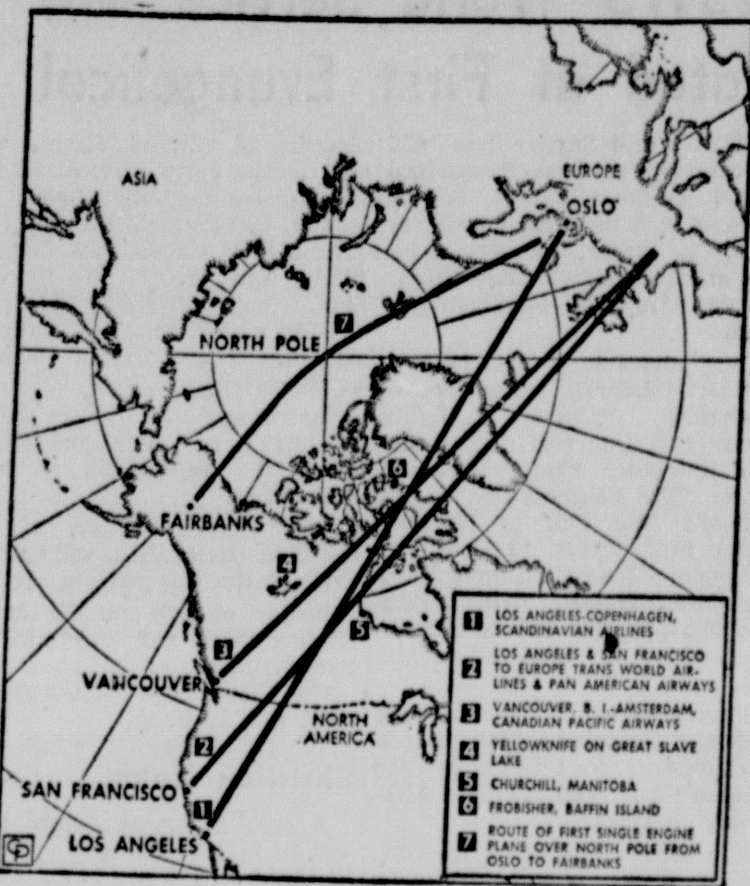 ASIA
EUROPE
OSLO
7
NORTH POLE
6
FAIRBANKS
4
5
3
VANCOUVER
NORTH
AMERICA
2
SAN FRANCISCO
1
LOS ANGELES
CP
1 LOS ANGELES-COPENHAGEN,
SCANDINAVIAN AIRLINES
2 LOS ANGELES & SAN FRANCISCO
TO EUROPE TRANS WORLD AIR-
LINES & PAN AMERICAN AIRWAYS
3 VANCOUVER, B. I.-AMSTERDAM,
CANADIAN PACIFIC AIRWAYS
4 YELLOWKNIFE ON GREAT SLAVE
LAKE
5 CHURCHILL, MANITOBA
6 FROBISHER, BAFFIN ISLAND
7 ROUTE OF FIRST SINGLE ENGINE
PLANE OVER NORTH POLE FROM
OSLO TO FAIRBANKS